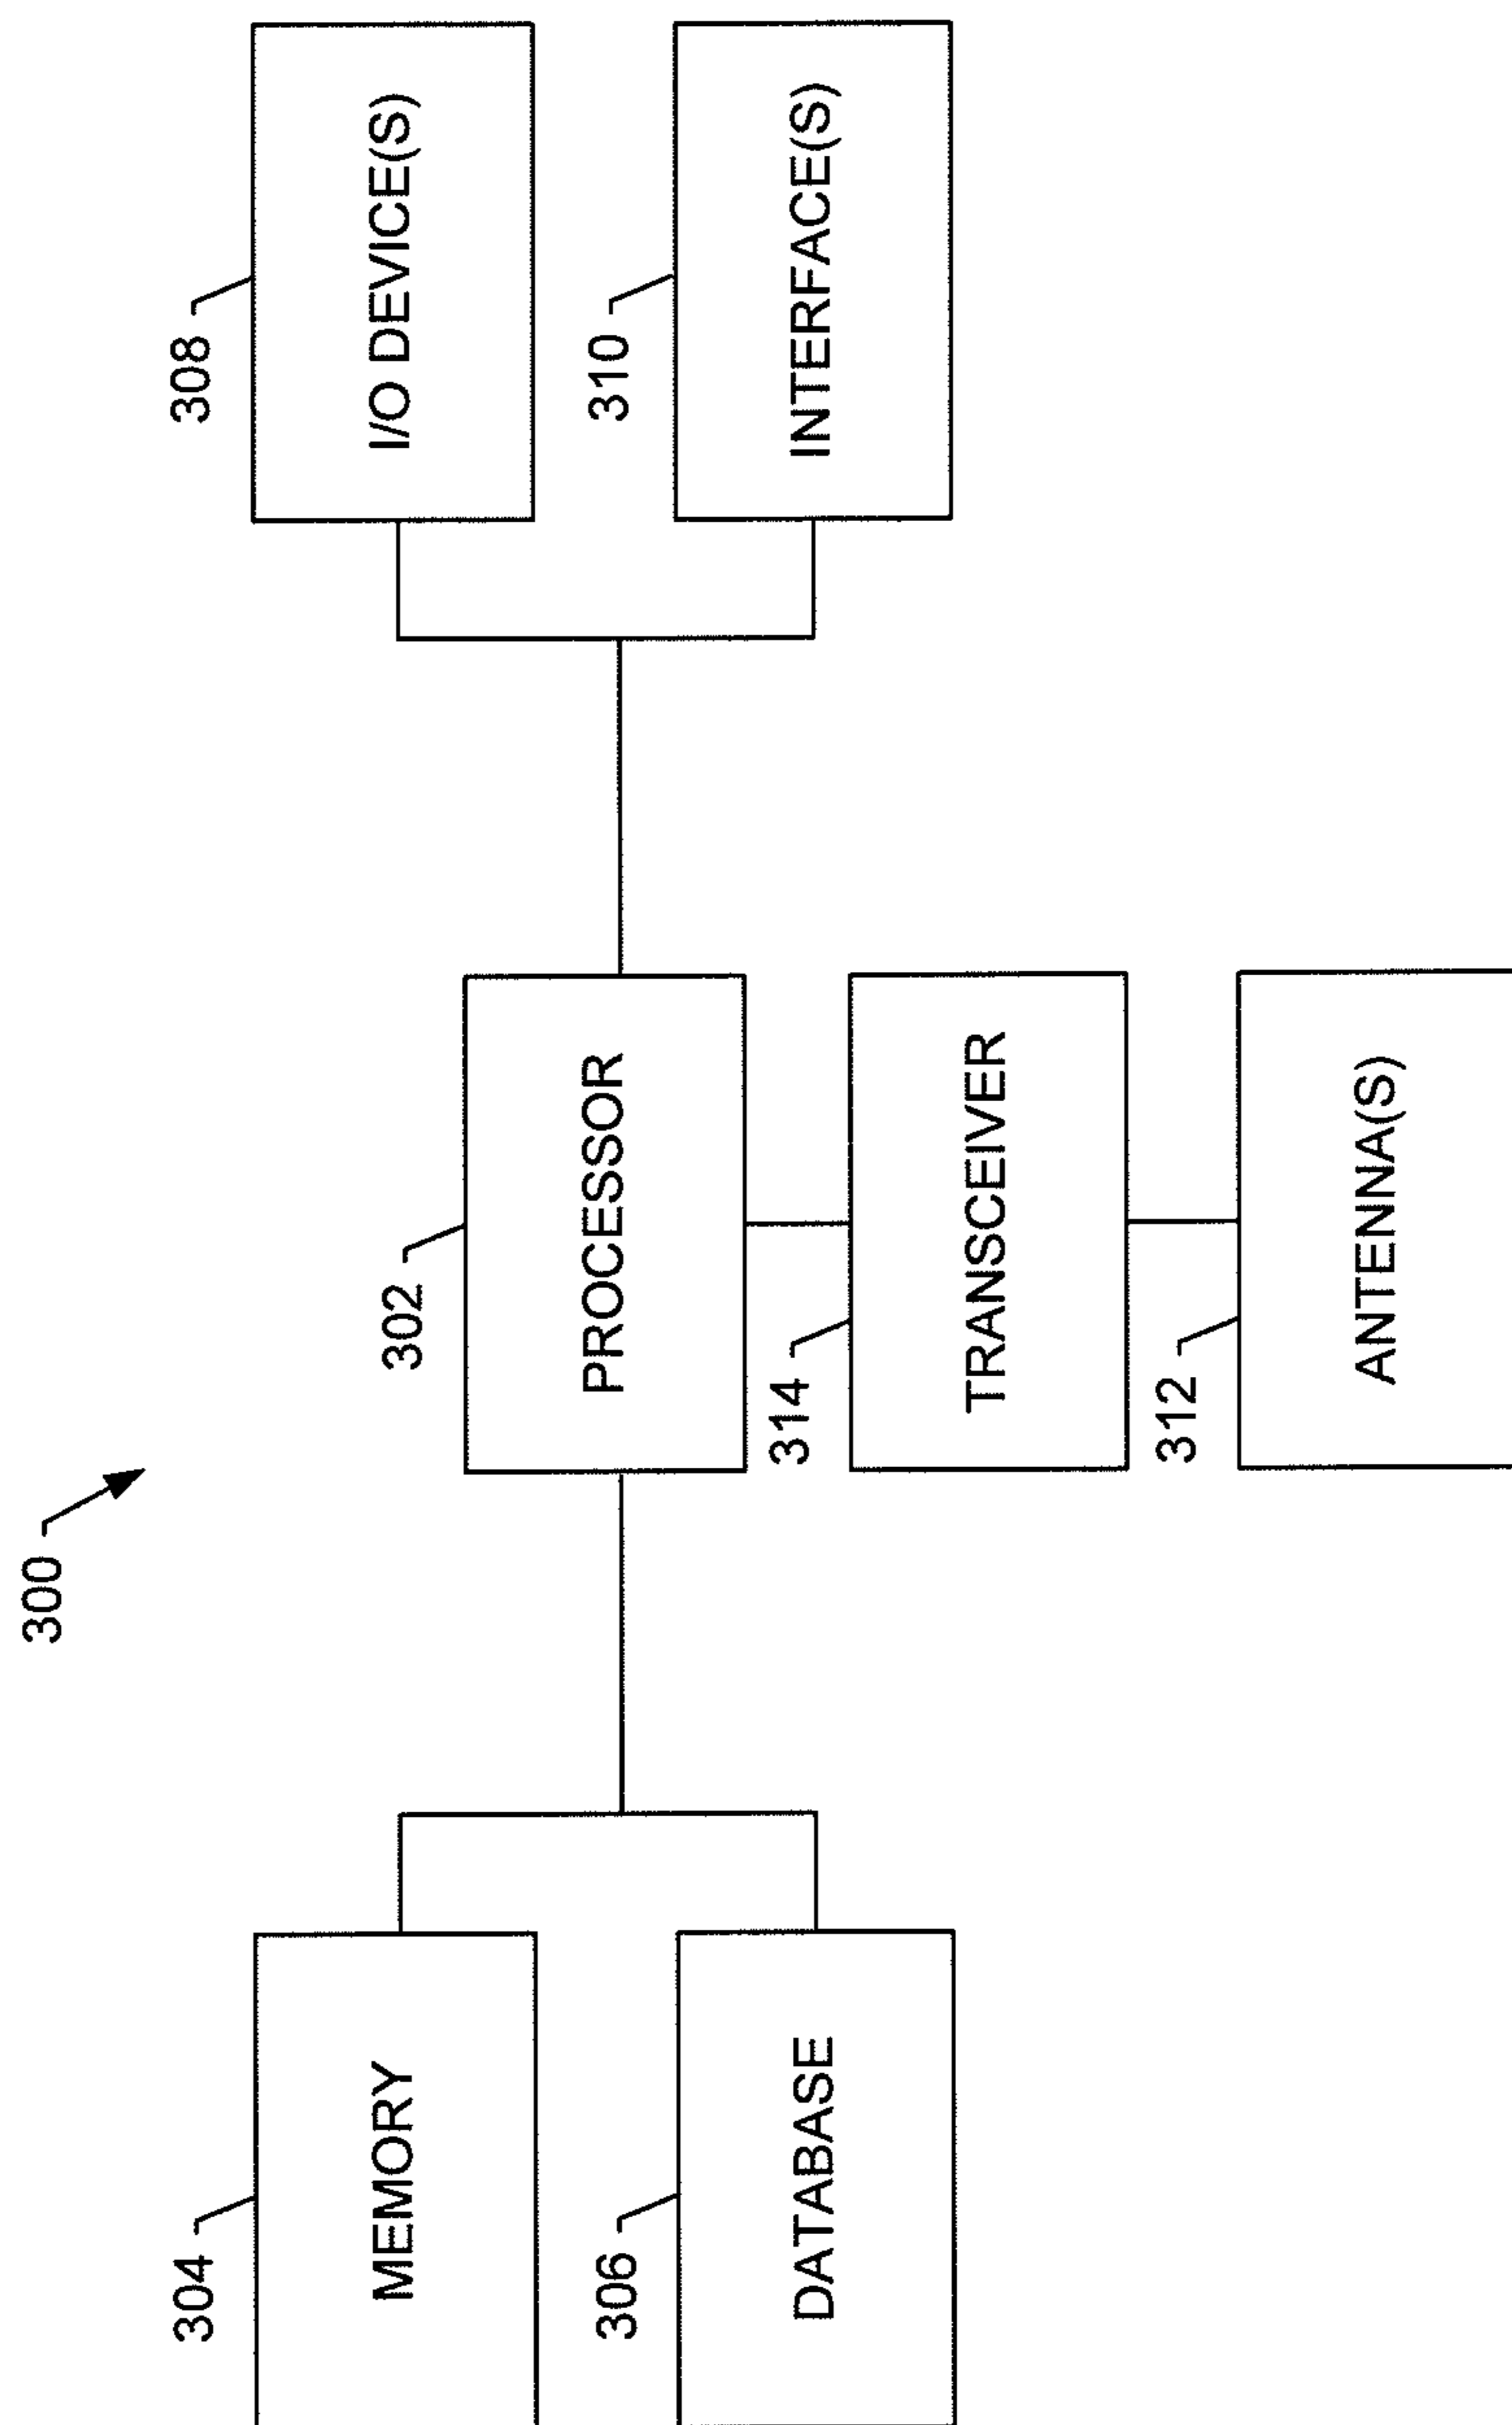 300
304
MEMORY
306
DATABASE
302
PROCESSOR
314
TRANSCEIVER
312
ANTENNA(S)
308
I/O DEVICE(S)
310
INTERFACE(S)